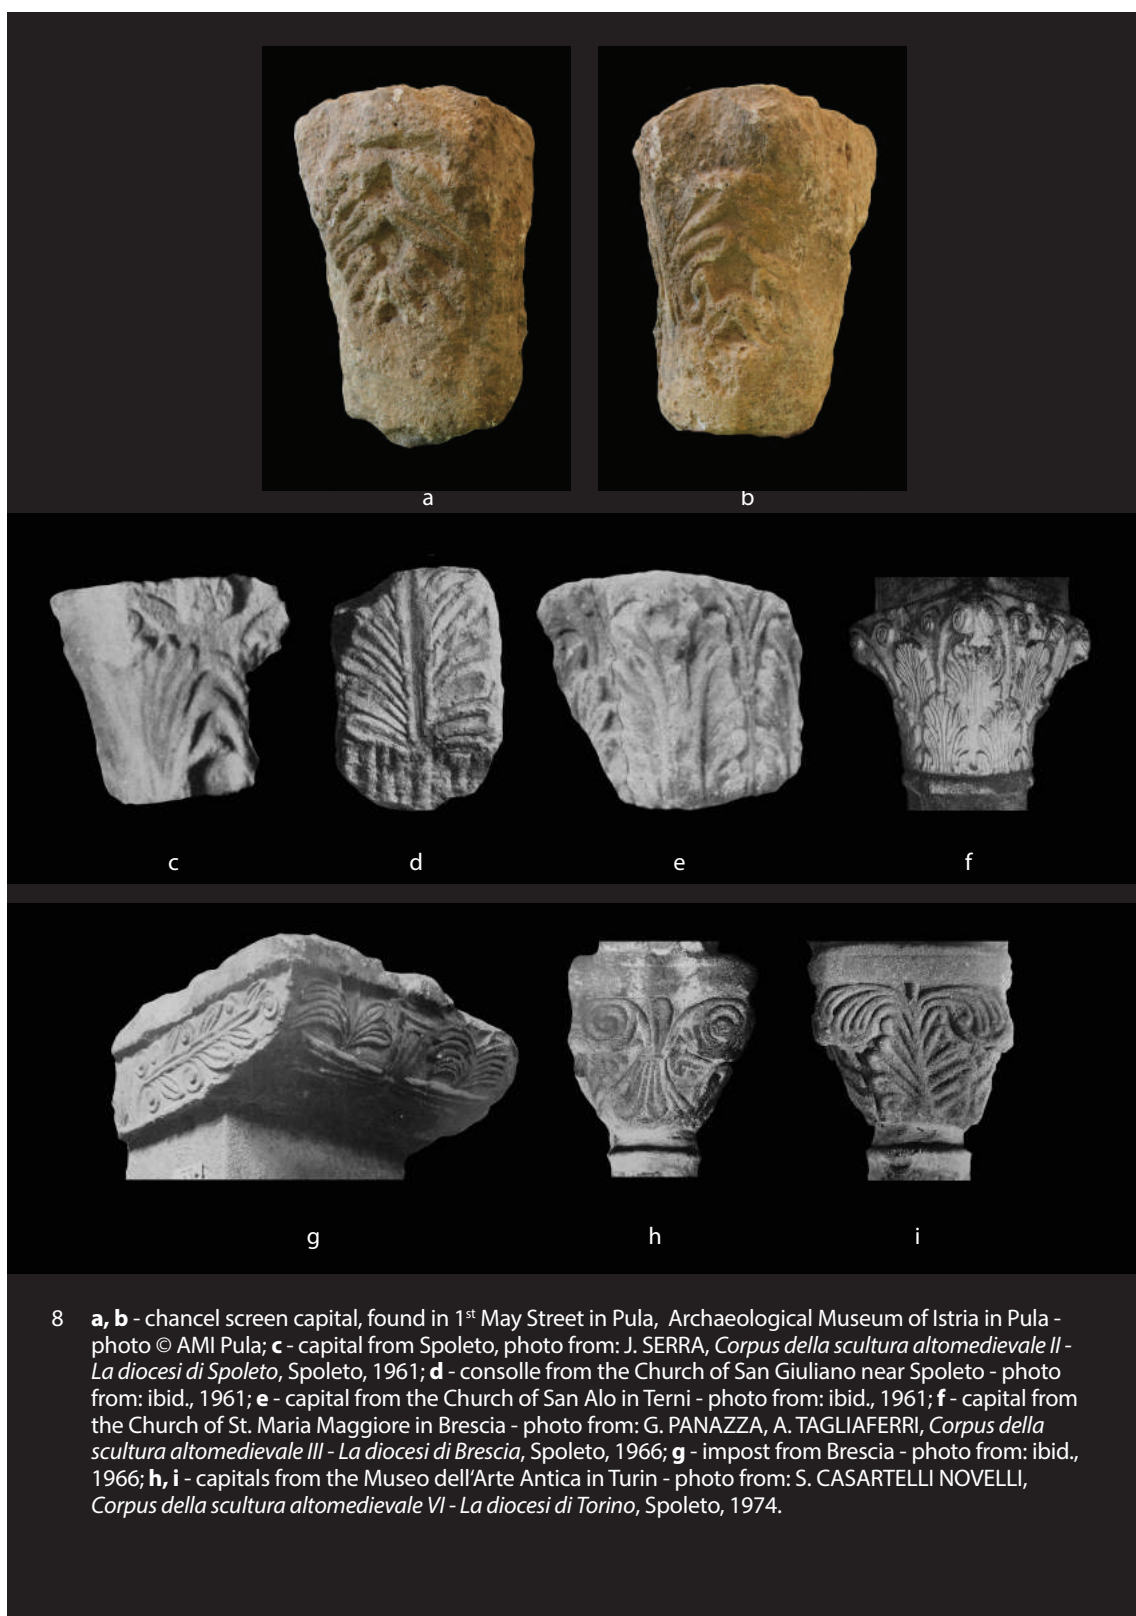 a
b
c
d
e
f
g
h
i
8 a, b - chancel screen capital, found in 1st May Street in Pula, Archaeological Museum of Istria in Pula -
photo © AMI Pula; c - capital from Spoleto, photo from: J. SERRA, Corpus della scultura altomedievale II -
La diocesi di Spoleto, Spoleto, 1961; d - consolle from the Church of San Giuliano near Spoleto - photo
from: ibid., 1961; e - capital from the Church of San Alo in Terni - photo from: ibid., 1961; f - capital from
the Church of St. Maria Maggiore in Brescia - photo from: G. PANAZZA, A. TAGLIAFERRI, Corpus della
scultura altomedievale III - La diocesi di Brescia, Spoleto, 1966; g - impost from Brescia - photo from: ibid.,
1966; h, i - capitals from the Museo dell‘Arte Antica in Turin - photo from: S. CASARTELLI NOVELLI,
Corpus della scultura altomedievale VI - La diocesi di Torino, Spoleto, 1974.